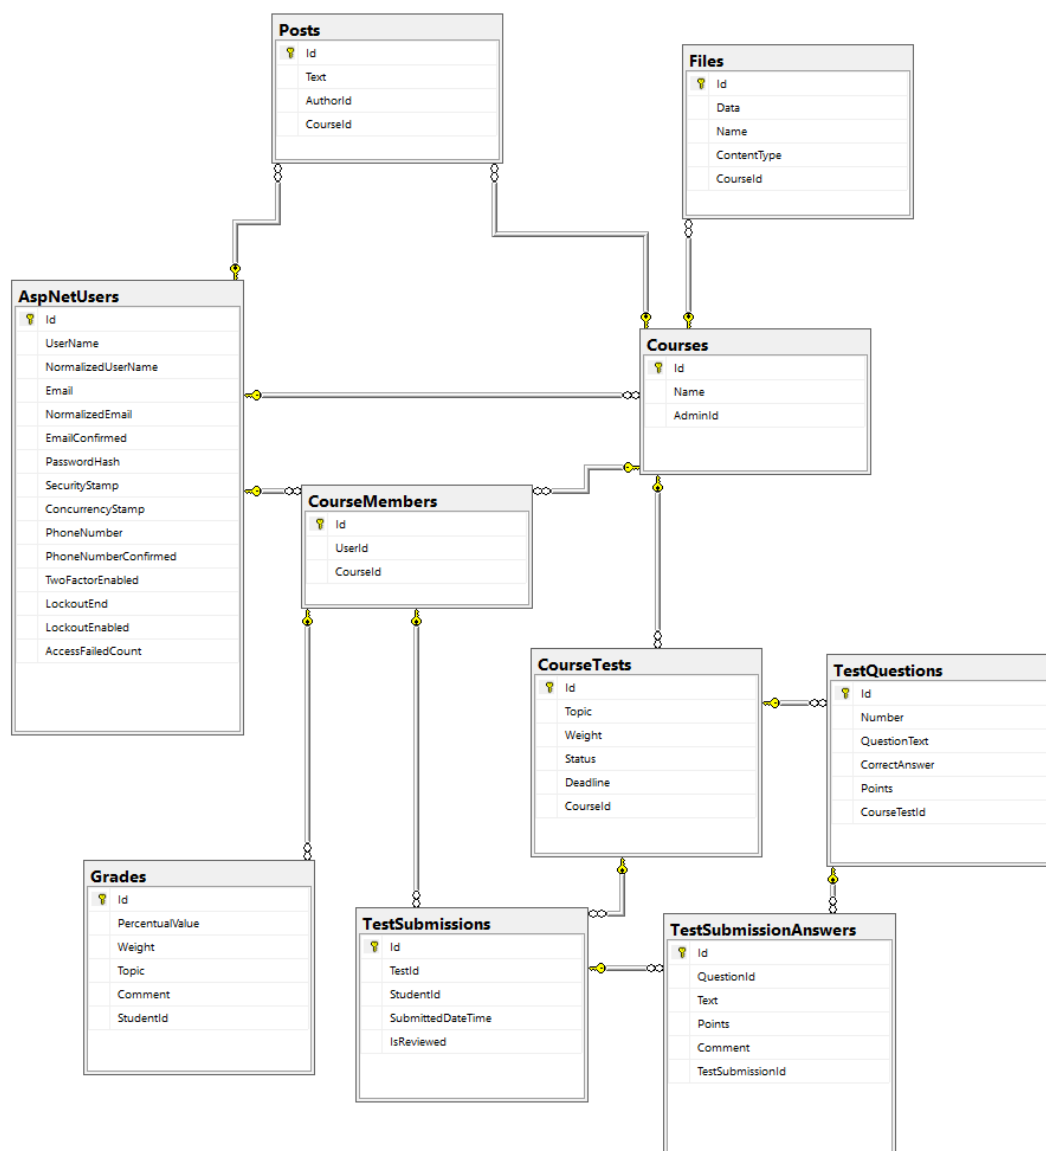 Posts
Id
Text
AuthorId
CourseId
Files
Id
Data
Name
ContentType
CourseId
AspNetUsers
Id
UserName
NormalizedUserName
Email
NormalizedEmail
EmailConfirmed
PasswordHash
SecurityStamp
ConcurrencyStamp
PhoneNumber
PhoneNumberConfirmed
TwoFactorEnabled
LockoutEnd
LockoutEnabled
AccessFailedCount
Courses
Id
Name
AdminId
CourseMembers
Id
UserId
CourseId
CourseTests
Id
Topic
Weight
Status
Deadline
CourseId
TestQuestions
Id
Number
QuestionText
CorrectAnswer
Points
CourseTestId
Grades
Id
PercentualValue
Weight
Topic
Comment
StudentId
TestSubmissions
Id
TestId
StudentId
SubmittedDateTime
IsReviewed
TestSubmissionAnswers
Id
QuestionId
Text
Points
Comment
TestSubmissionId